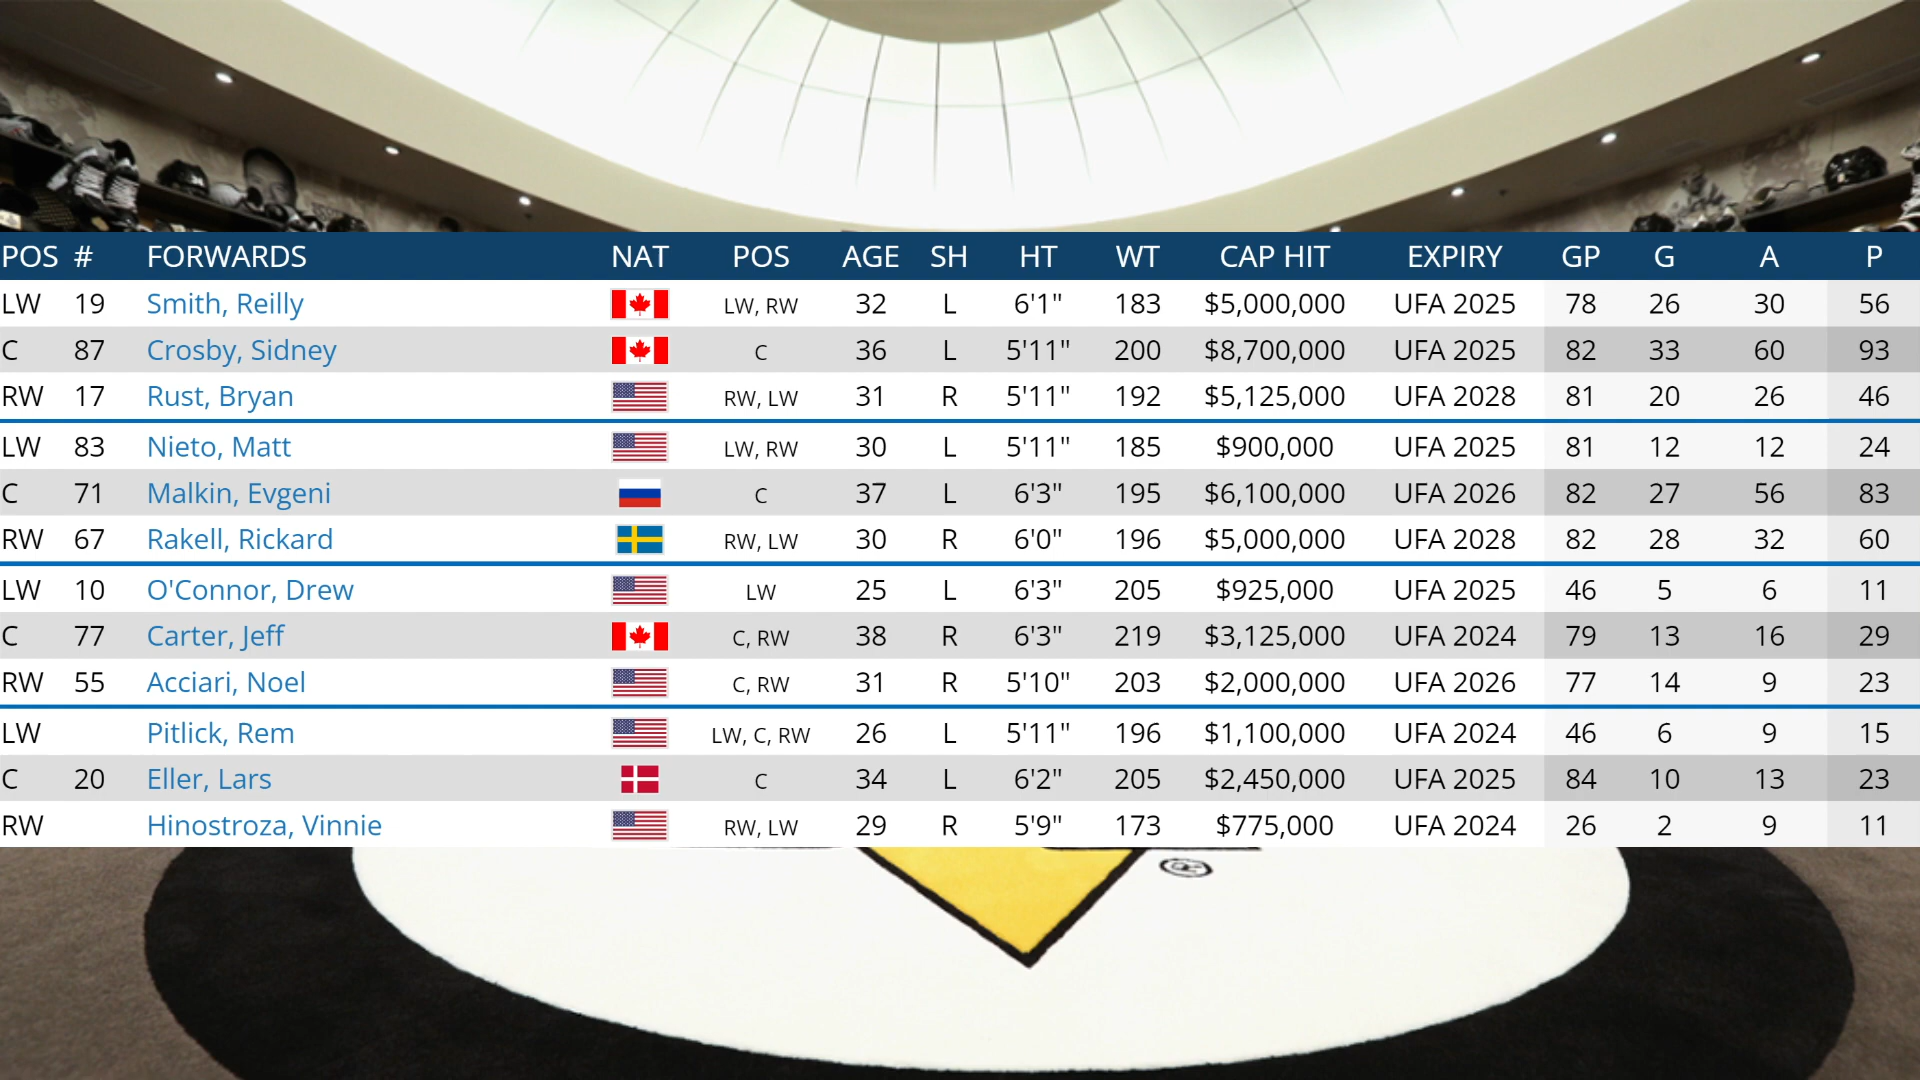 POS # FORWARDS NAT POS AGE SH HT WT CAP HIT EXPIRY GP G A P
LW 19 Smith, Reilly LW, RW 32 L 6'1" 183 $5,000,000 UFA 2025 78 26 30 56
C 87 Crosby, Sidney C 36 L 5'11" 200 $8,700,000 UFA 2025 82 33 60 93
RW 17 Rust, Bryan RW, LW 31 R 5'11" 192 $5,125,000 UFA 2028 81 20 26 46
LW 83 Nieto, Matt LW, RW 30 L 5'11" 185 $900,000 UFA 2025 81 12 12 24
C 71 Malkin, Evgeni C 37 L 6'3" 195 $6,100,000 UFA 2026 82 27 56 83
RW 67 Rakell, Rickard RW, LW 30 R 6'0" 196 $5,000,000 UFA 2028 82 28 32 60
LW 10 O'Connor, Drew LW 25 L 6'3" 205 $925,000 UFA 2025 46 5 6 11
C 77 Carter, Jeff C, RW 38 R 6'3" 219 $3,125,000 UFA 2024 79 13 16 29
RW 55 Acciari, Noel C, RW 31 R 5'10" 203 $2,000,000 UFA 2026 77 14 9 23
LW Pitlick, Rem LW, C, RW 26 L 5'11" 196 $1,100,000 UFA 2024 46 6 9 15
C 20 Eller, Lars C 34 L 6'2" 205 $2,450,000 UFA 2025 84 10 13 23
RW Hinostroza, Vinnie RW, LW 29 R 5'9" 173 $775,000 UFA 2024 26 2 9 11
®